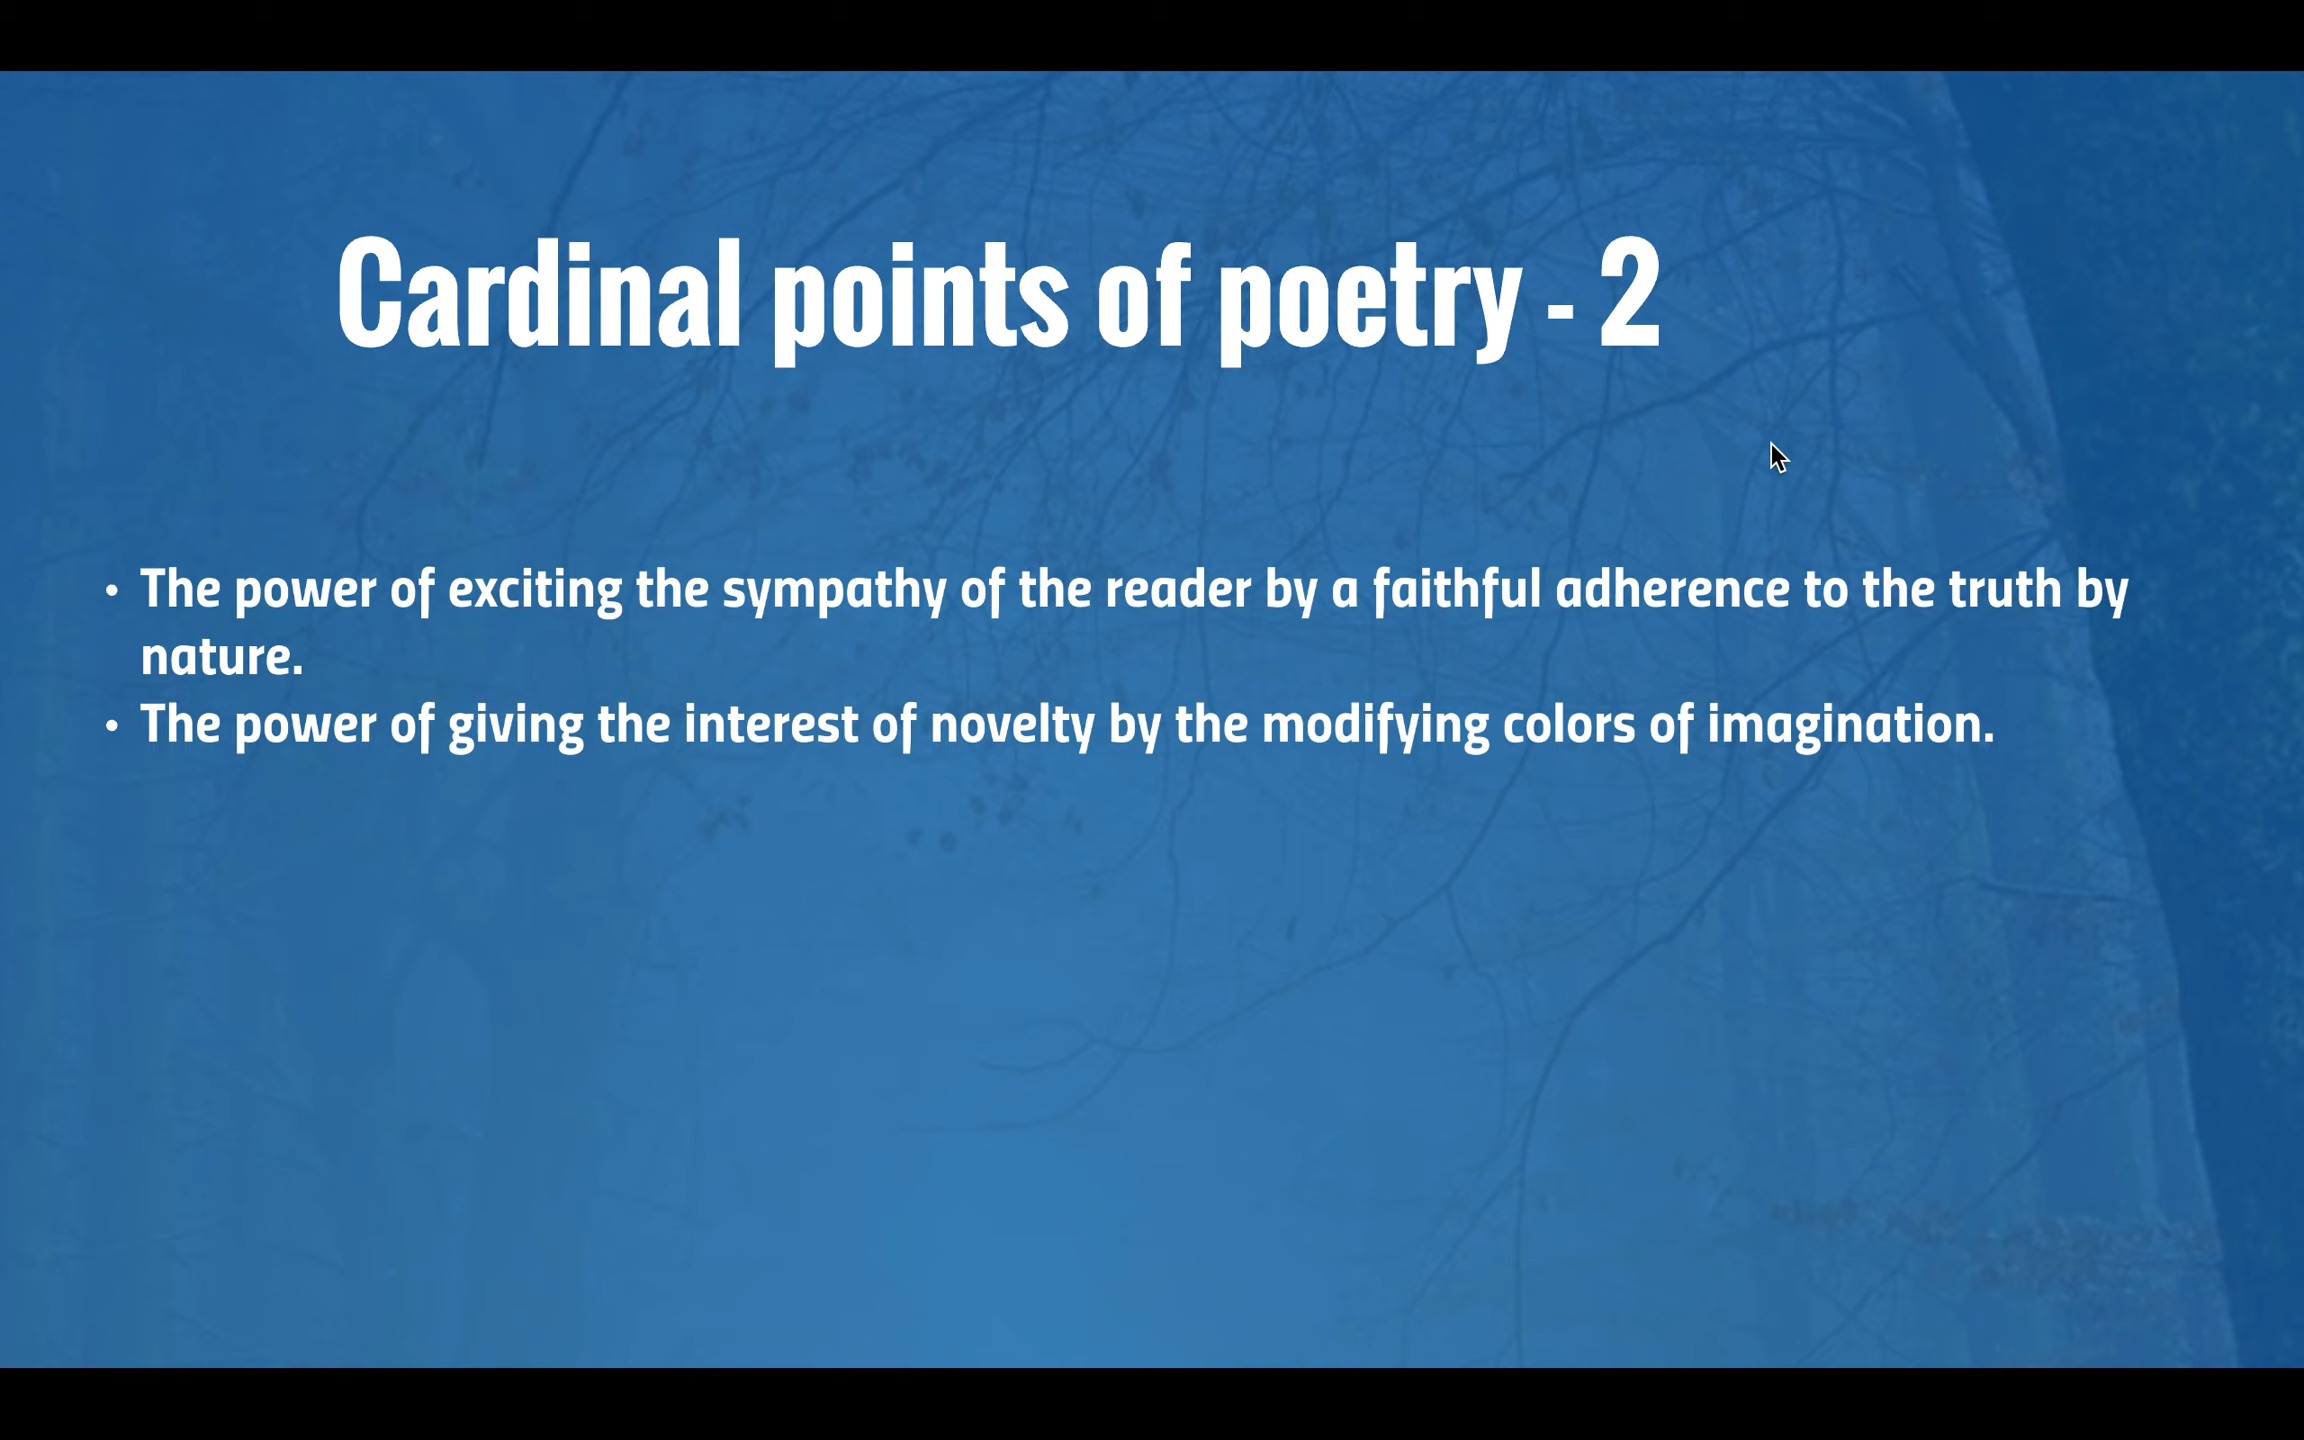 Cardinal points of poetry - 2
• The power of exciting the sympathy of the reader by a faithful adherence to the truth by
nature.
• The power of giving the interest of novelty by the modifying colors of imagination.